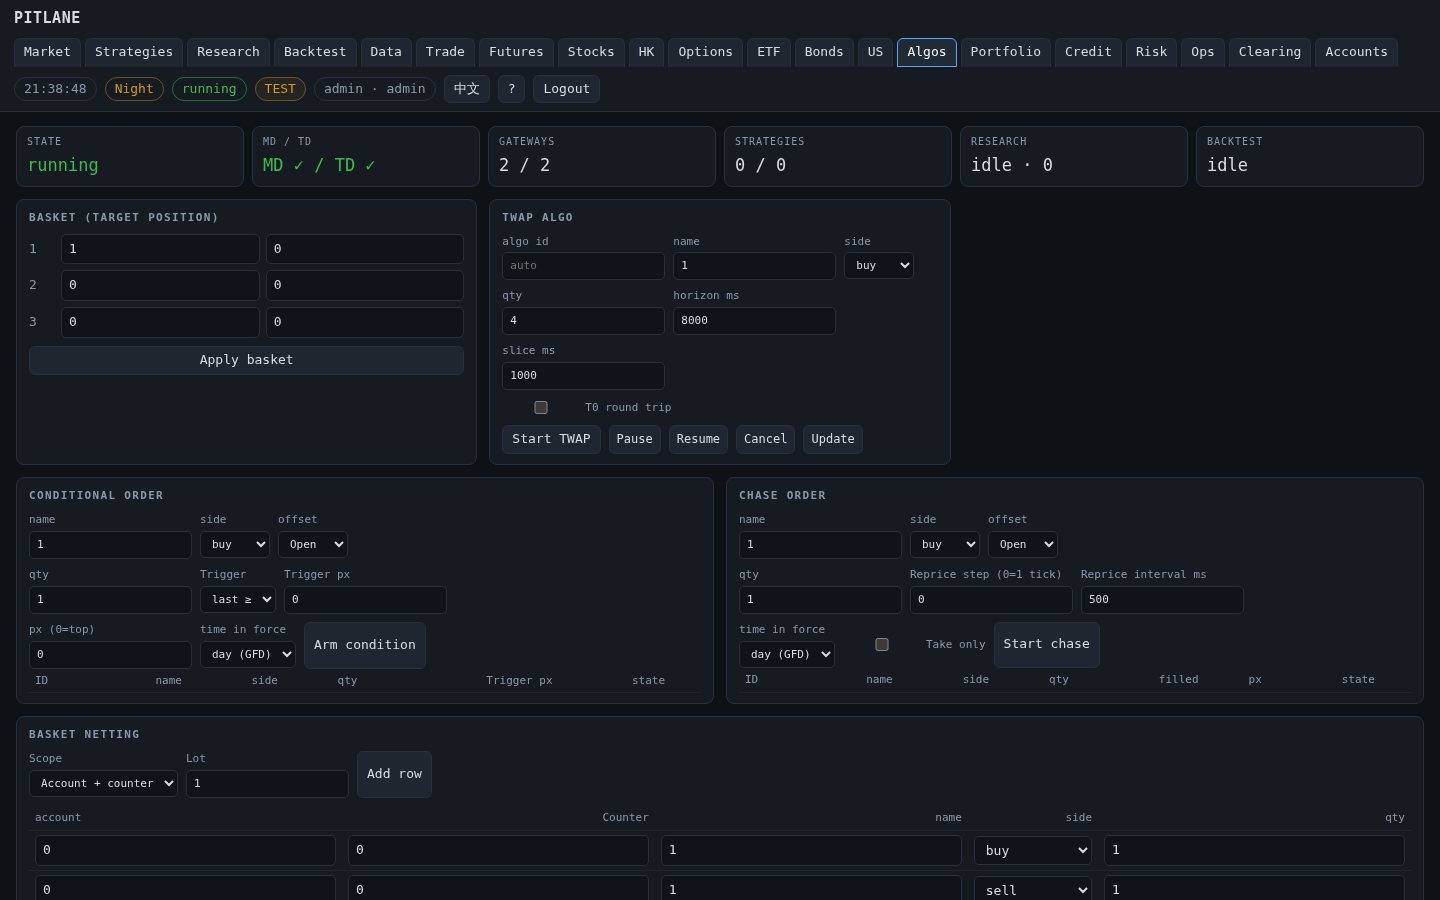 PITLANE
Market Strategies Research Backtest Data Trade Futures Stocks HK Options ETF Bonds US Algos Portfolio Credit Risk Ops Clearing Accounts
21:38:48 Night running TEST admin · admin 中文 ? Logout
STATE MD / TD GATEWAYS STRATEGIES RESEARCH BACKTEST
running MD ✓ / TD ✓ 2 / 2 0 / 0 idle · 0 idle
BASKET (TARGET POSITION)
1 1 0
2 0 0
3 0 0
Apply basket
TWAP ALGO
algo id name side
auto 1 buy
qty horizon ms
4 8000
slice ms
1000
T0 round trip
Start TWAP Pause Resume Cancel Update
CONDITIONAL ORDER
name side offset
1 buy Open
qty Trigger Trigger px
1 last ≥ 0
px (0=top) time in force
0 day (GFD) Arm condition
ID name side qty Trigger px state
CHASE ORDER
name side offset
1 buy Open
qty Reprice step (0=1 tick) Reprice interval ms
1 0 500
time in force
day (GFD) Take only Start chase
ID name side qty filled px state
BASKET NETTING
Scope Lot
Account + counter 1 Add row
account Counter name side qty
0 0 1 buy 1
0 0 1 sell 1